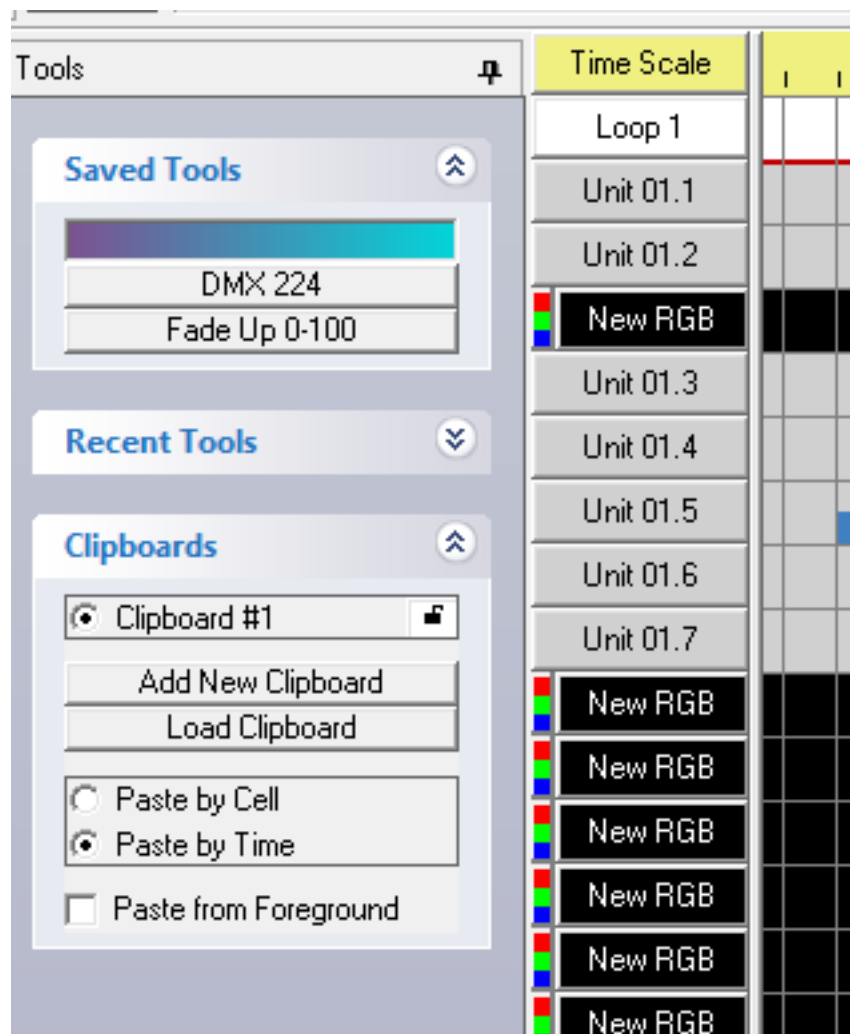 Tools
Saved Tools
DMX 224
Fade Up 0-100
Recent Tools
Clipboards
Clipboard #1
Add New Clipboard
Load Clipboard
Paste by Cell
Paste by Time
Paste from Foreground
Time Scale
Loop 1
Unit 01.1
Unit 01.2
New RGB
Unit 01.3
Unit 01.4
Unit 01.5
Unit 01.6
Unit 01.7
New RGB
New RGB
New RGB
New RGB
New RGB
New RGB